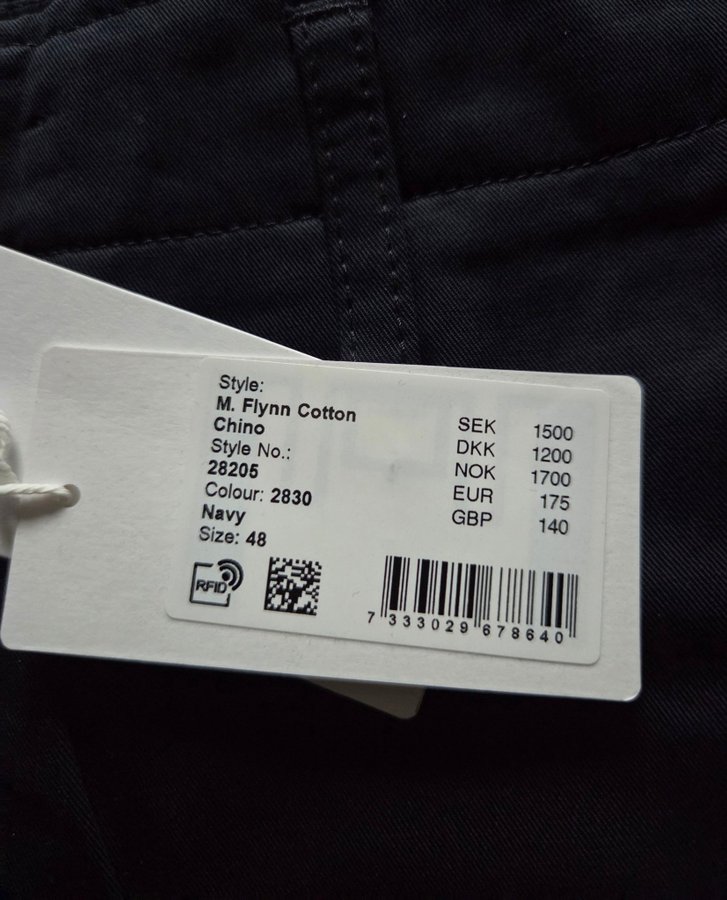 Style:
M. Flynn Cotton
Chino
Style No.:
28205
Colour: 2830
Navy
Size: 48
SEK 1500
DKK 1200
NOK 1700
EUR 175
GBP 140
RFID
7 333029 678640